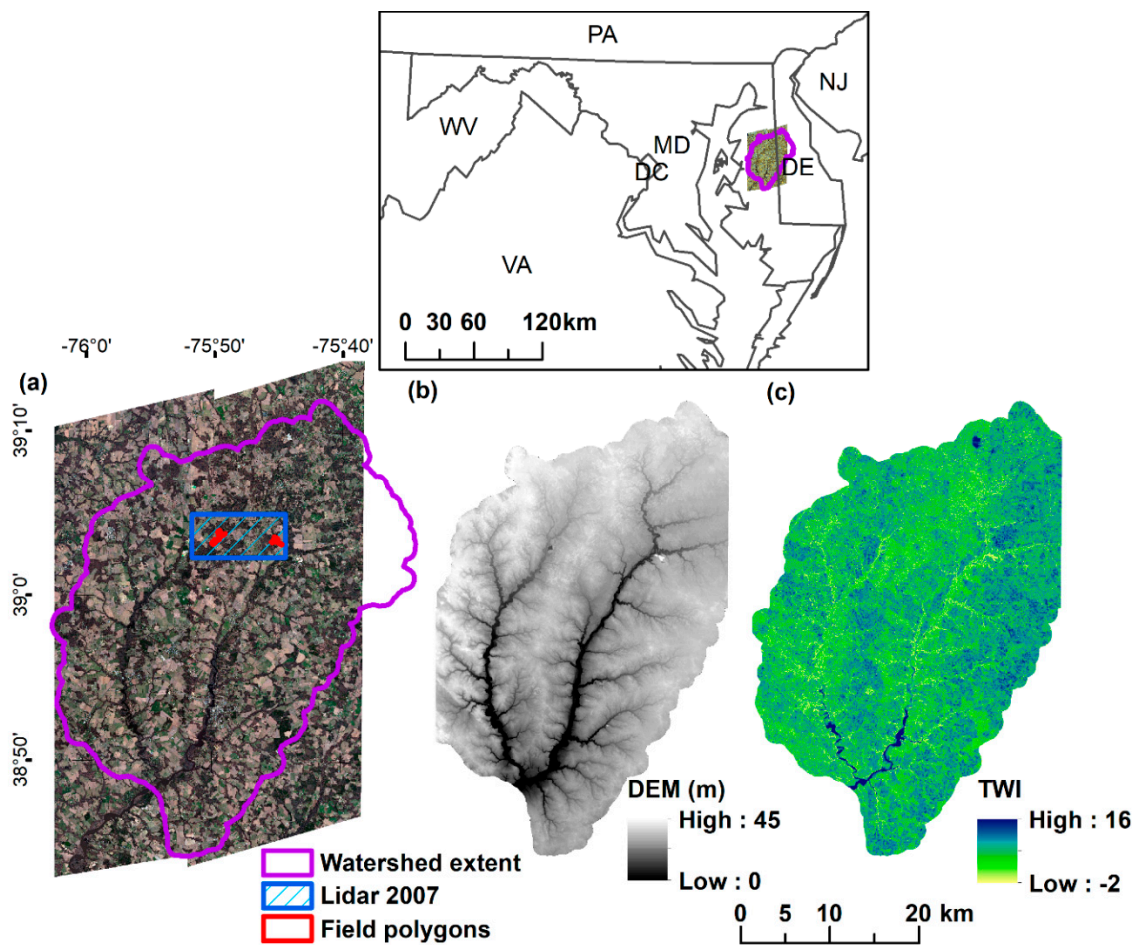 PA
NJ
WV
MD
DC
DE
VA
0 30 60 120km
-76°0' -75°50' -75°40'
(a)
(b)
(c)
39°10'
39°0'
38°50'
DEM (m)
High : 45
Low : 0
TWI
High : 16
Low : -2
Watershed extent
Lidar 2007
Field polygons
0 5 10 20 km